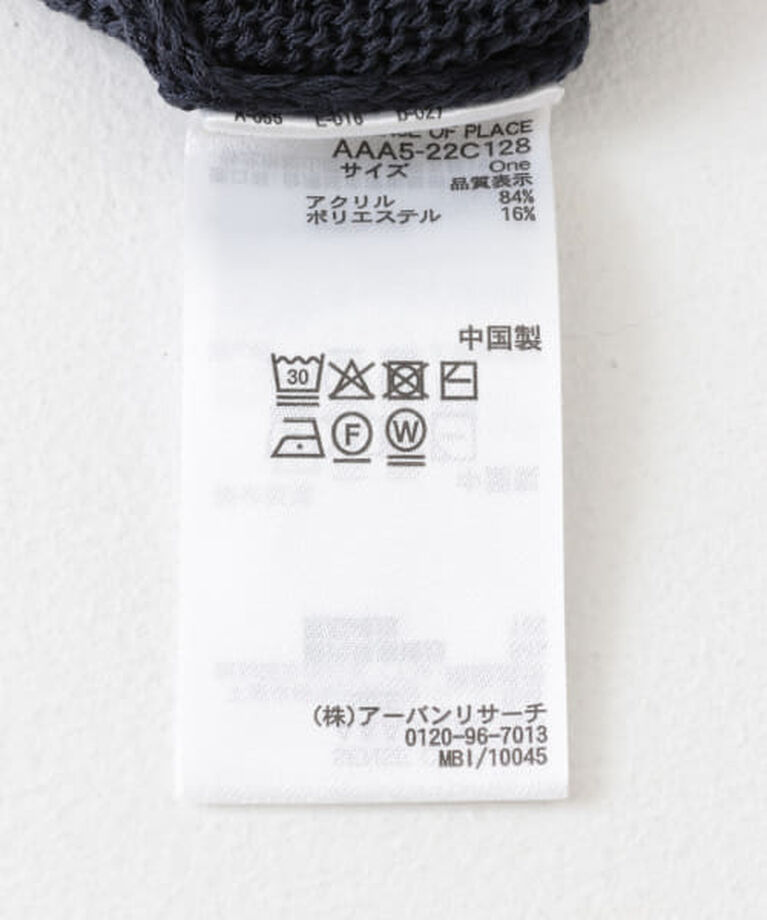 OF PLACE
AAA5-22C128
サイズ One
品質表示
アクリル 84%
ポリエステル 16%
中国製
30
F W
(株)アーバンリサーチ
0120-96-7013
MBI/10045